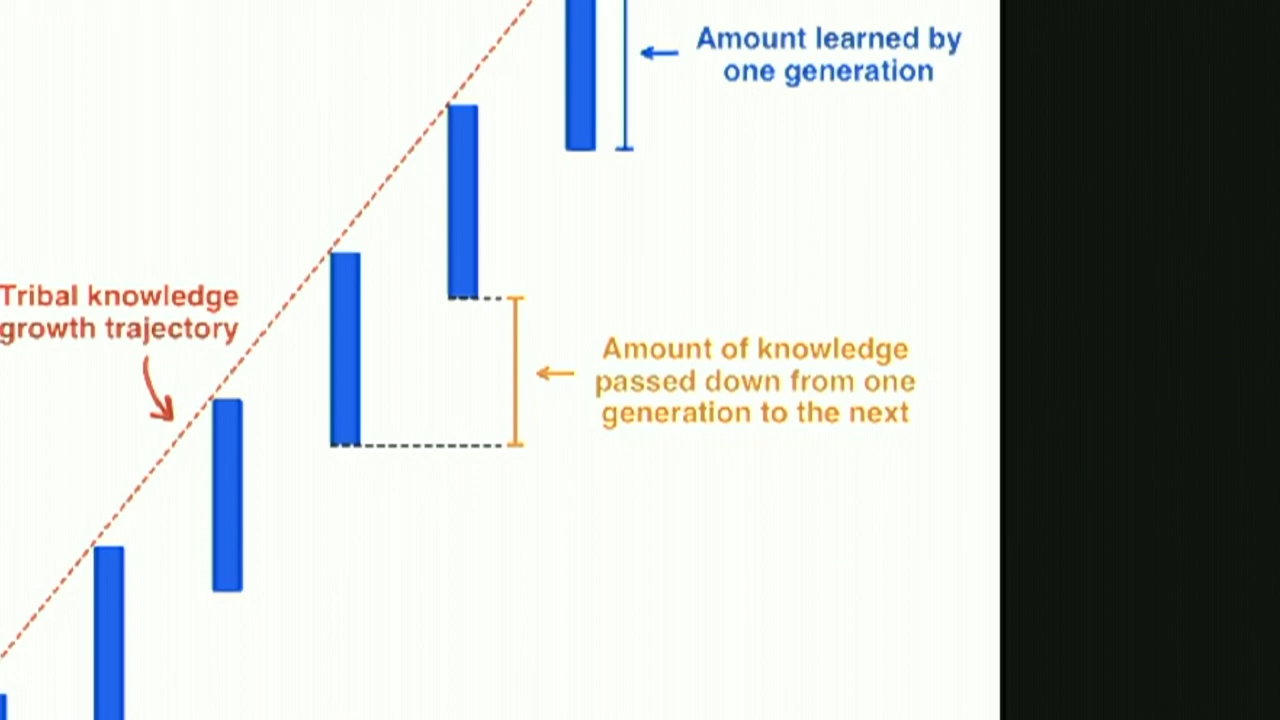 Amount learned by
one generation
Tribal knowledge
growth trajectory
Amount of knowledge
passed down from one
generation to the next